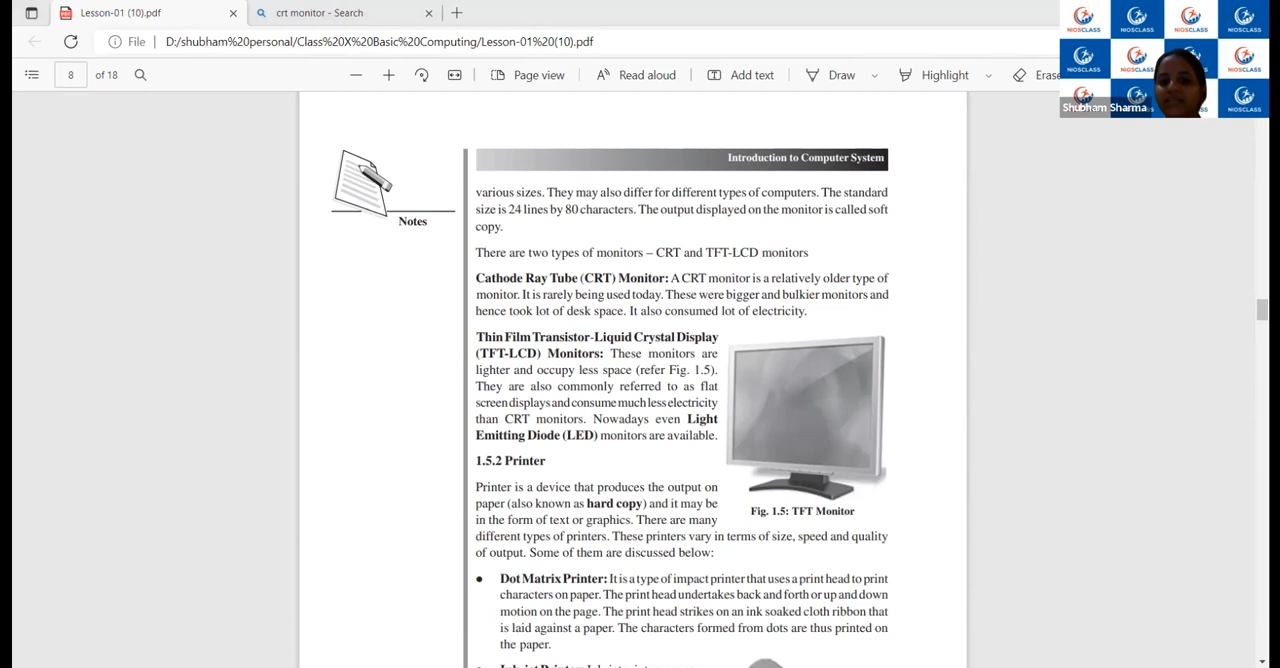 Lesson-01 (10).pdf
crt monitor - Search
File
D:/shubham%20personal/Class%20X%20Basic%20Computing/Lesson-01%20(10).pdf
8 of 18
Page view
Read aloud
Add text
Draw
Highlight
Erase
NIOSCLASS NIOSCLASS NIOSCLASS NIOSCLASS
NIOSCLASS NIOSCLASS NIOSCLASS
Shubham Sharma
NIOSCLASS
Introduction to Computer System
Notes
various sizes. They may also differ for different types of computers. The standard
size is 24 lines by 80 characters. The output displayed on the monitor is called soft
copy.
There are two types of monitors – CRT and TFT-LCD monitors
Cathode Ray Tube (CRT) Monitor: A CRT monitor is a relatively older type of
monitor. It is rarely being used today. These were bigger and bulkier monitors and
hence took lot of desk space. It also consumed lot of electricity.
Thin Film Transistor-Liquid Crystal Display
(TFT-LCD) Monitors: These monitors are
lighter and occupy less space (refer Fig. 1.5).
They are also commonly referred to as flat
screen displays and consume much less electricity
than CRT monitors. Nowadays even Light
Emitting Diode (LED) monitors are available.
1.5.2 Printer
Printer is a device that produces the output on
paper (also known as hard copy) and it may be
in the form of text or graphics. There are many
Fig. 1.5: TFT Monitor
different types of printers. These printers vary in terms of size, speed and quality
of output. Some of them are discussed below:
● Dot Matrix Printer: It is a type of impact printer that uses a print head to print
characters on paper. The print head undertakes back and forth or up and down
motion on the page. The print head strikes on an ink soaked cloth ribbon that
is laid against a paper. The characters formed from dots are thus printed on
the paper.